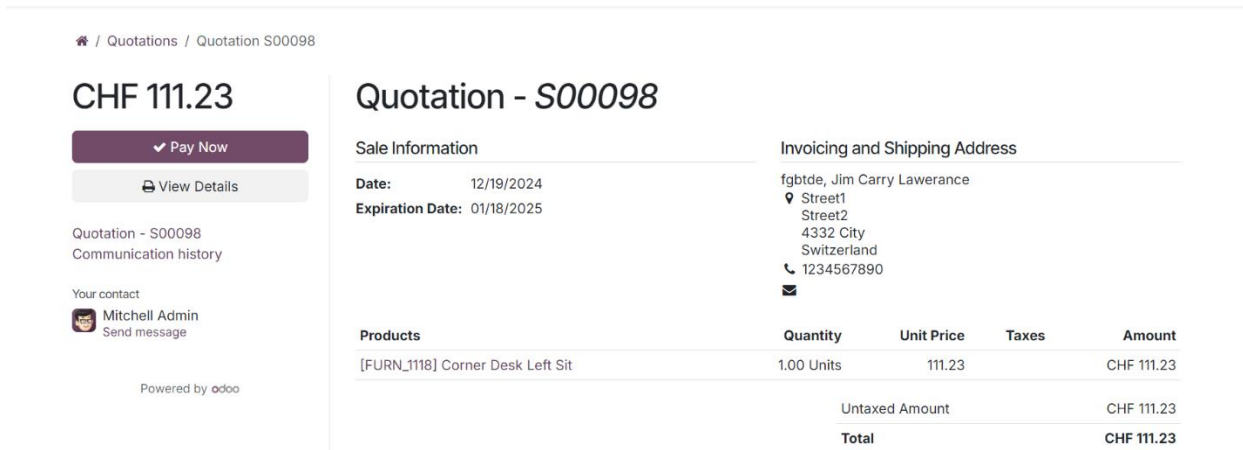 / Quotations / Quotation S00098
CHF 111.23
Pay Now
View Details
Quotation - S00098
Communication history
Your contact
Mitchell Admin
Send message
Powered by odoo
Quotation - S00098
Sale Information
Date: 12/19/2024
Expiration Date: 01/18/2025
Invoicing and Shipping Address
fgbtde, Jim Carry Lawerance
Street1
Street2
4332 City
Switzerland
1234567890
Products Quantity Unit Price Taxes Amount
[FURN_1118] Corner Desk Left Sit 1.00 Units 111.23 CHF 111.23
Untaxed Amount CHF 111.23
Total CHF 111.23